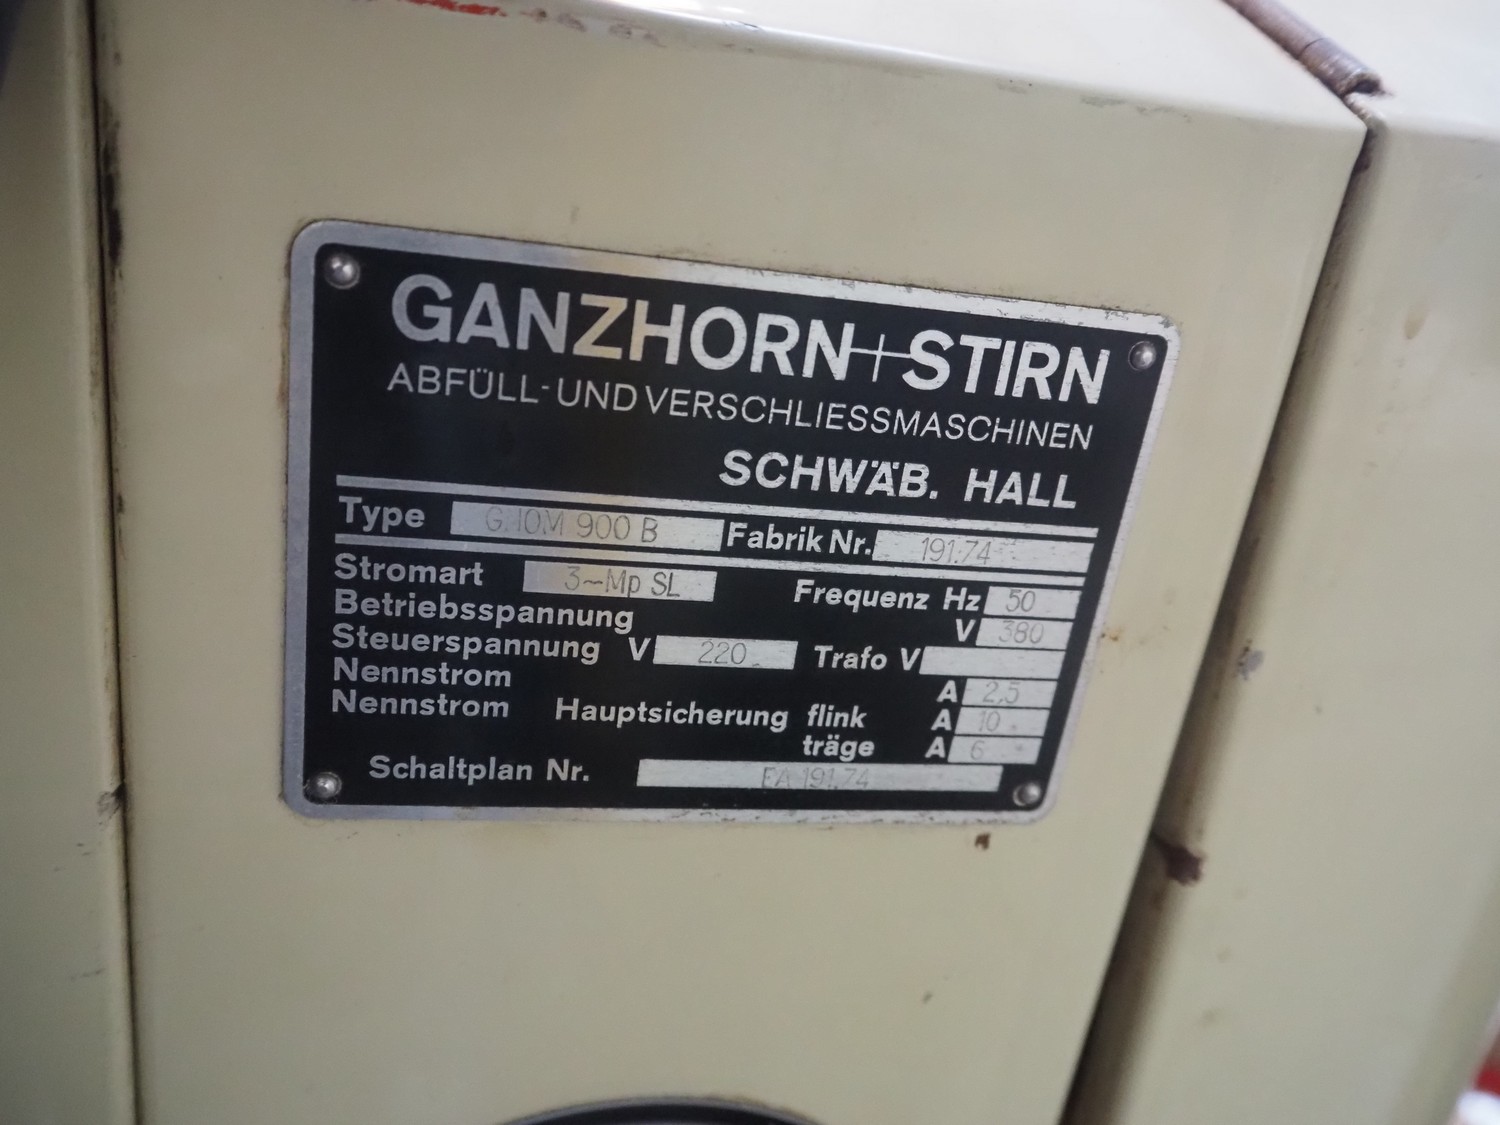 GANZHORN+STIRN
ABFÜLL- UND VERSCHLIESSMASCHINEN
SCHWÄB. HALL
Type 900 B Fabrik Nr. 191.74
Stromart 3~Mp SL Frequenz Hz 50
Betriebsspannung V 380
Steuerspannung V 220 Trafo V
Nennstrom A 2,5
Nennstrom Hauptsicherung flink A 10
träge A 6
Schaltplan Nr. EA 191.74